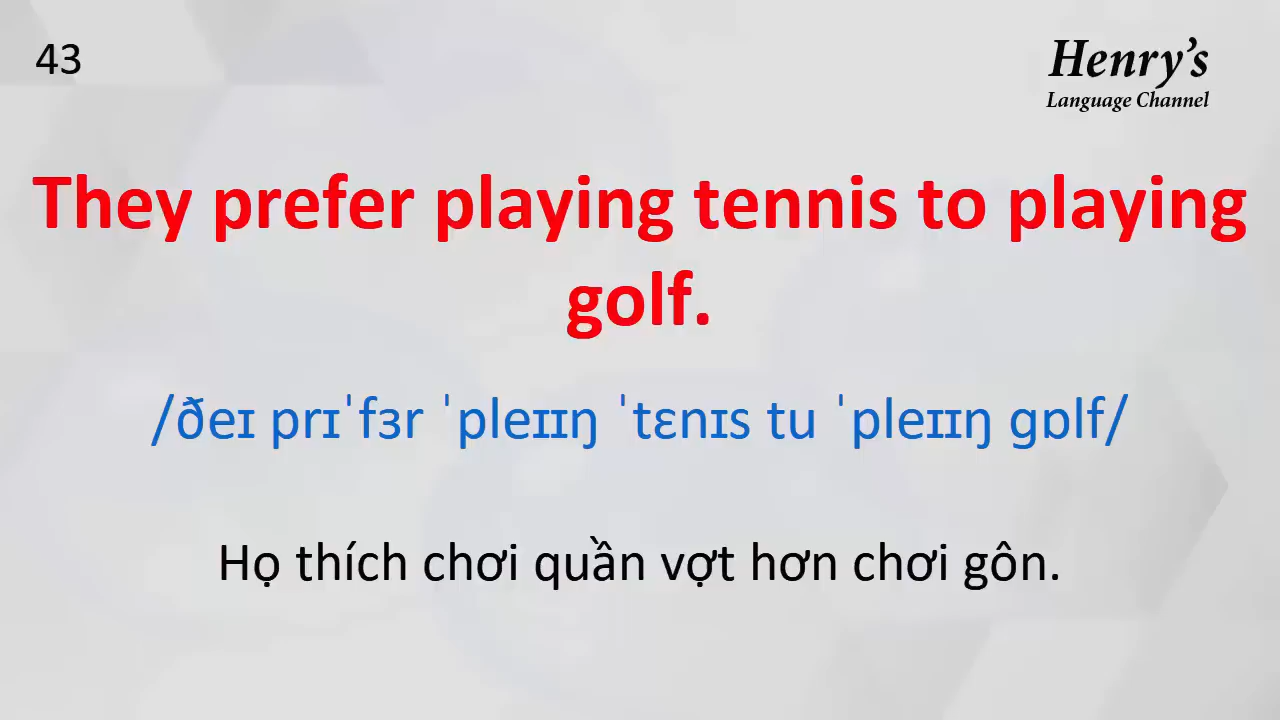 43
Henry's
Language Channel
They prefer playing tennis to playing
golf.
/ðeɪ prɪˈfɜr ˈpleɪɪŋ ˈtɛnɪs tu ˈpleɪɪŋ gɒlf/
Họ thích chơi quần vợt hơn chơi gôn.